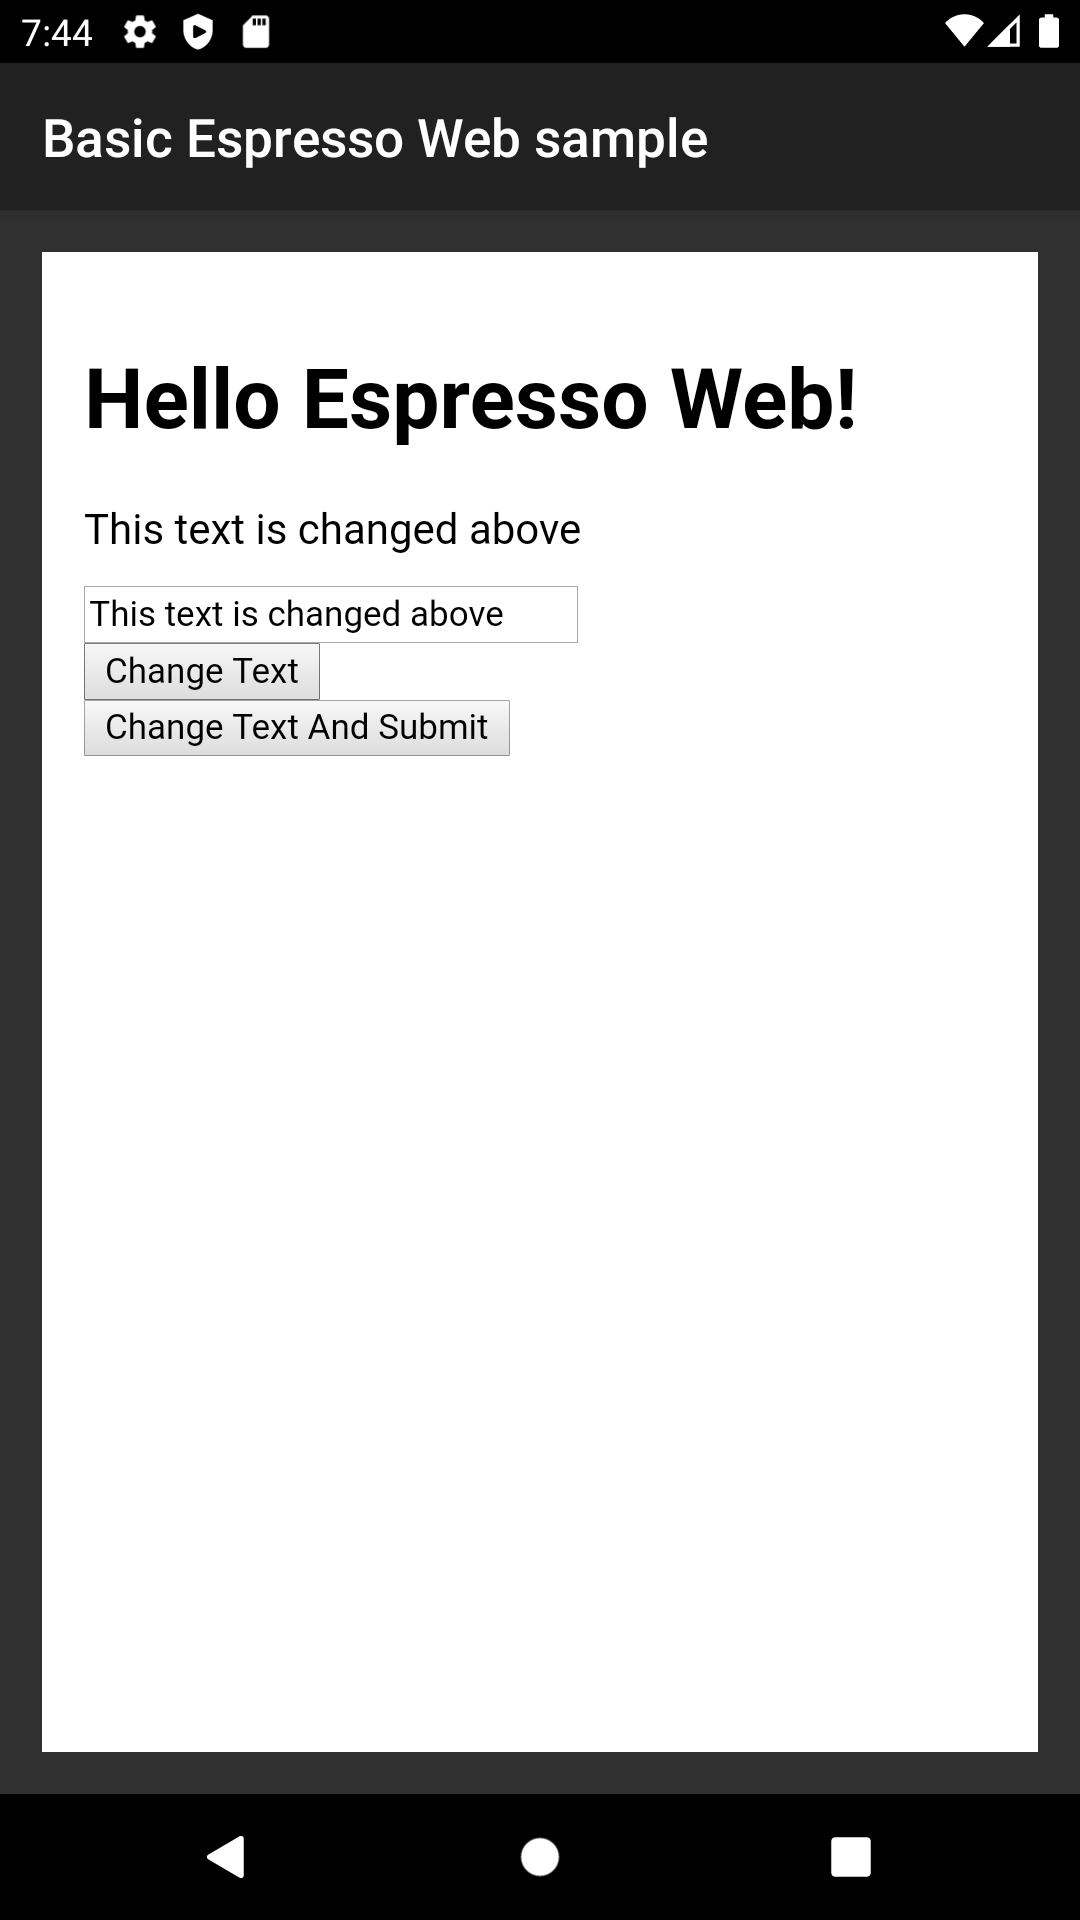 7:44
Basic Espresso Web sample
Hello Espresso Web!
This text is changed above
This text is changed above
Change Text
Change Text And Submit